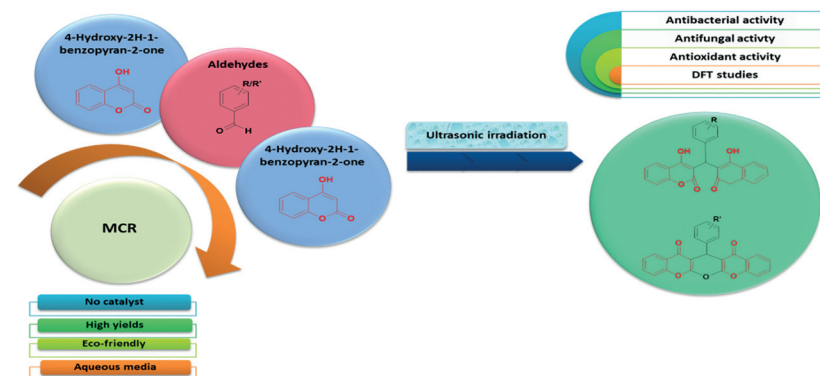 4-Hydroxy-2H-1-
benzopyran-2-one
OH
O
O
Aldehydes
R/R'
O
H
4-Hydroxy-2H-1-
benzopyran-2-one
OH
O
O
MCR
No catalyst
High yields
Eco-friendly
Aqueous media
Ultrasonic irradiation
Antibacterial activity
Antifungal activty
Antioxidant activity
DFT studies
R
OH
OH
O
O
O
R'
O
O
O
O
O